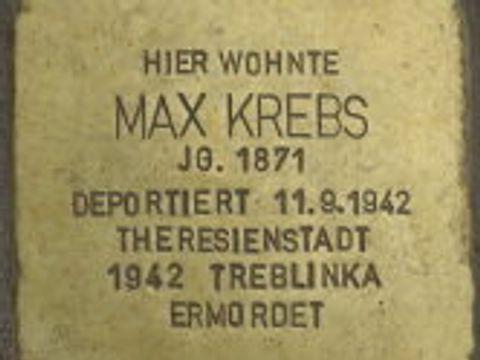 HIER WOHNTE
MAX KREBS
JG. 1871
DEPORTIERT 11.9.1942
THERESIENSTADT
1942 TREBLINKA
ERMORDET